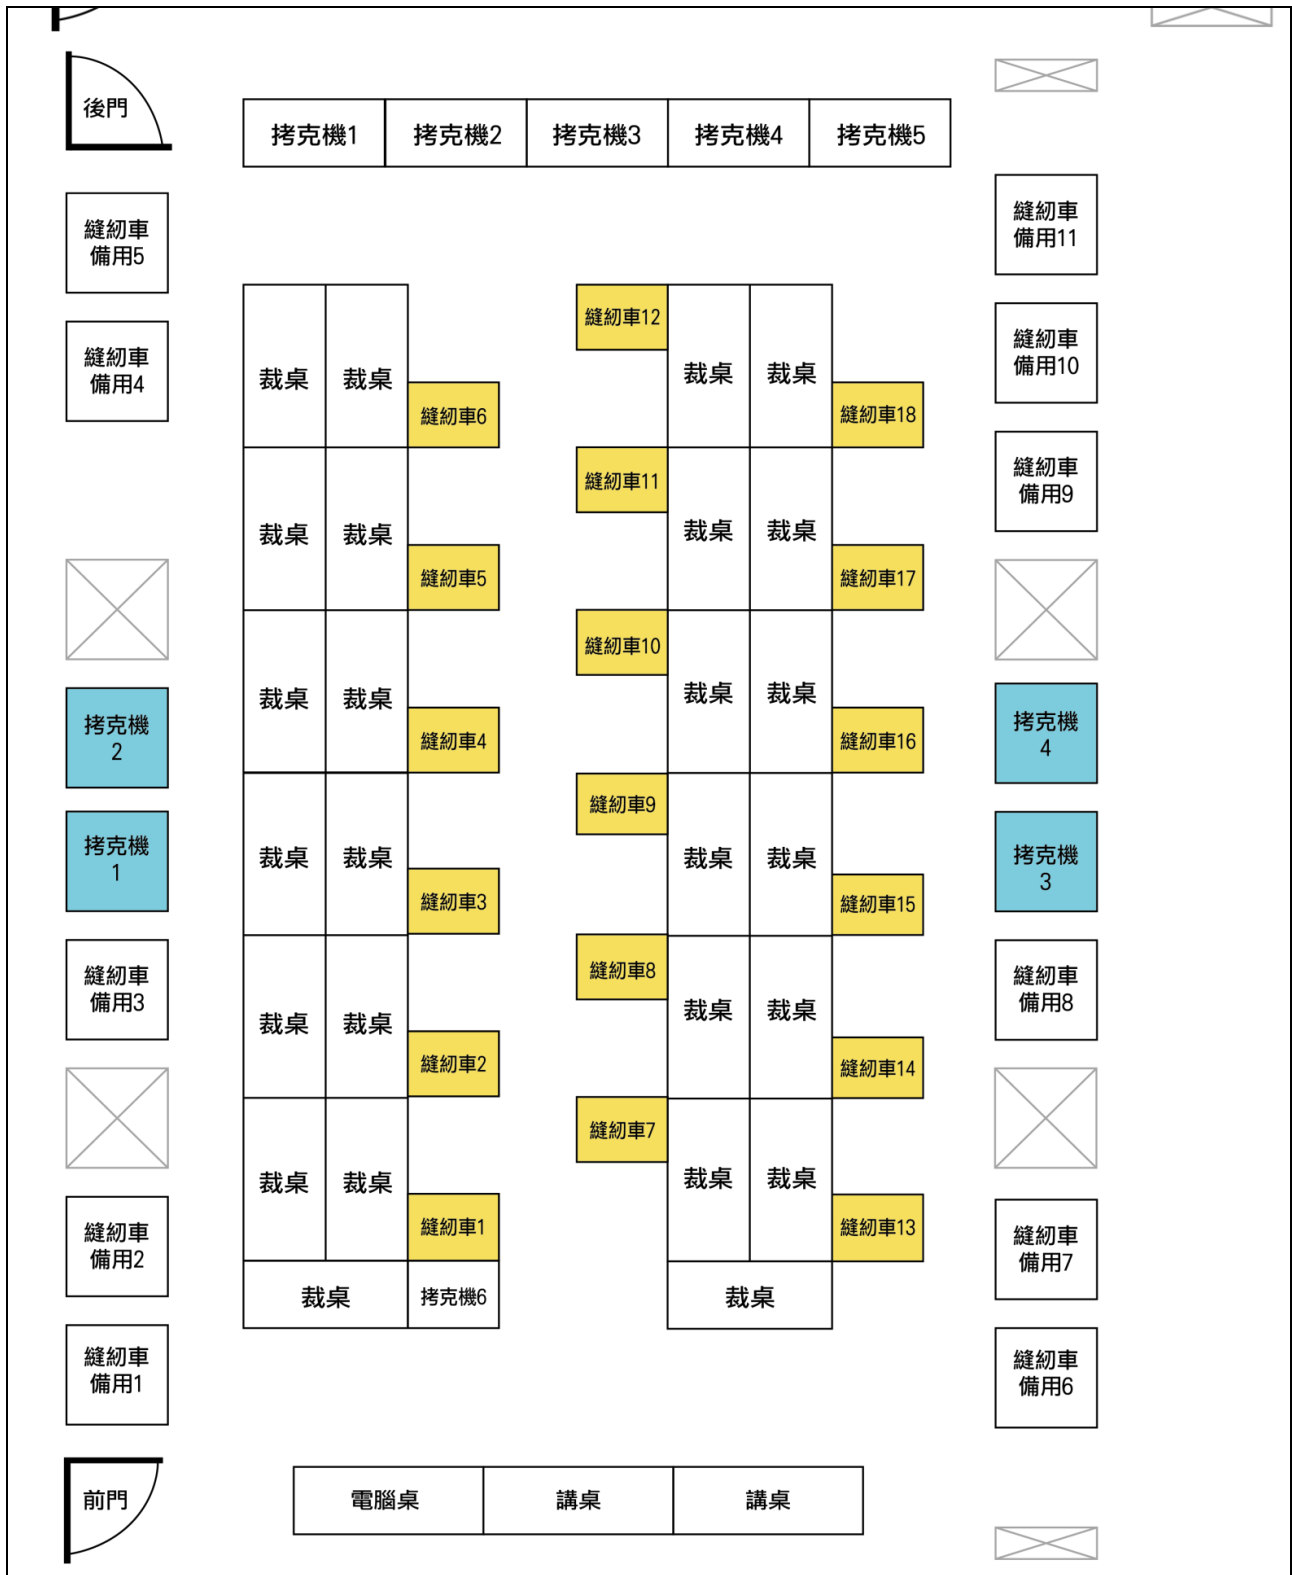 後門
拷克機1
拷克機2
拷克機3
拷克機4
拷克機5
縫紉車
備用5
縫紉車
備用11
縫紉車12
縫紉車
備用4
縫紉車
備用10
裁桌
裁桌
裁桌
裁桌
縫紉車6
縫紉車18
縫紉車11
縫紉車
備用9
裁桌
裁桌
裁桌
裁桌
縫紉車5
縫紉車17
縫紉車10
裁桌
裁桌
裁桌
裁桌
拷克機
2
縫紉車4
縫紉車16
拷克機
4
縫紉車9
拷克機
1
裁桌
裁桌
裁桌
裁桌
拷克機
3
縫紉車3
縫紉車15
縫紉車8
縫紉車
備用3
縫紉車
備用8
裁桌
裁桌
裁桌
裁桌
縫紉車2
縫紉車14
縫紉車7
裁桌
裁桌
裁桌
裁桌
縫紉車
備用2
縫紉車1
縫紉車13
縫紉車
備用7
裁桌
拷克機6
裁桌
縫紉車
備用1
縫紉車
備用6
前門
電腦桌
講桌
講桌